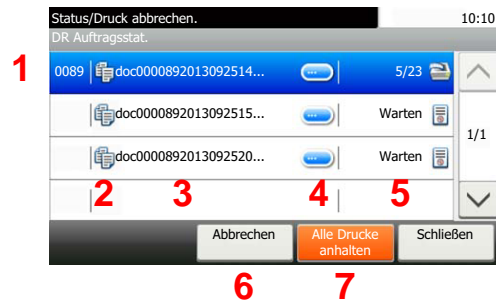 Status/Druck abbrechen. 10:10
DR Auftragsstat.
1 0089 doc0000892013092514... 5/23
doc0000892013092515... Warten
1/1
doc0000892013092520... Warten
2 3 4 5
Abbrechen Alle Drucke anhalten Schließen
6 7